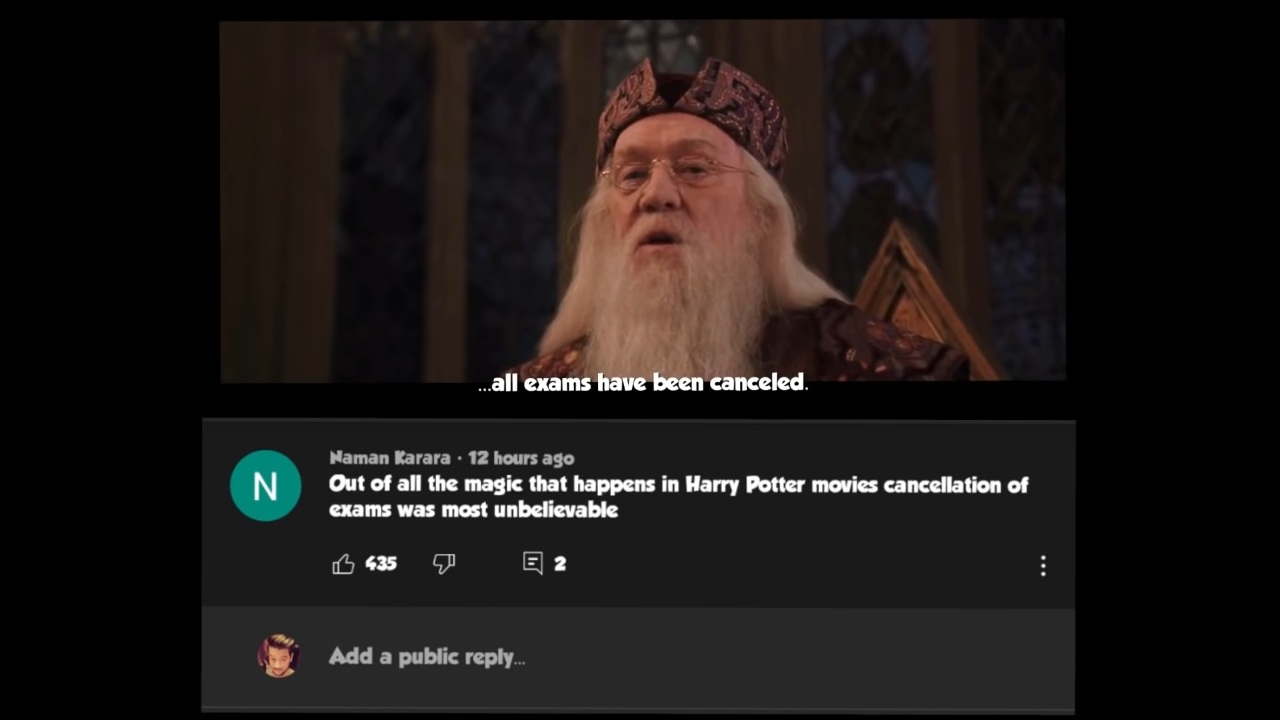 ...all exams have been canceled.
N
Naman Karara · 12 hours ago
Out of all the magic that happens in Harry Potter movies cancellation of
exams was most unbelievable
435
2
Add a public reply...